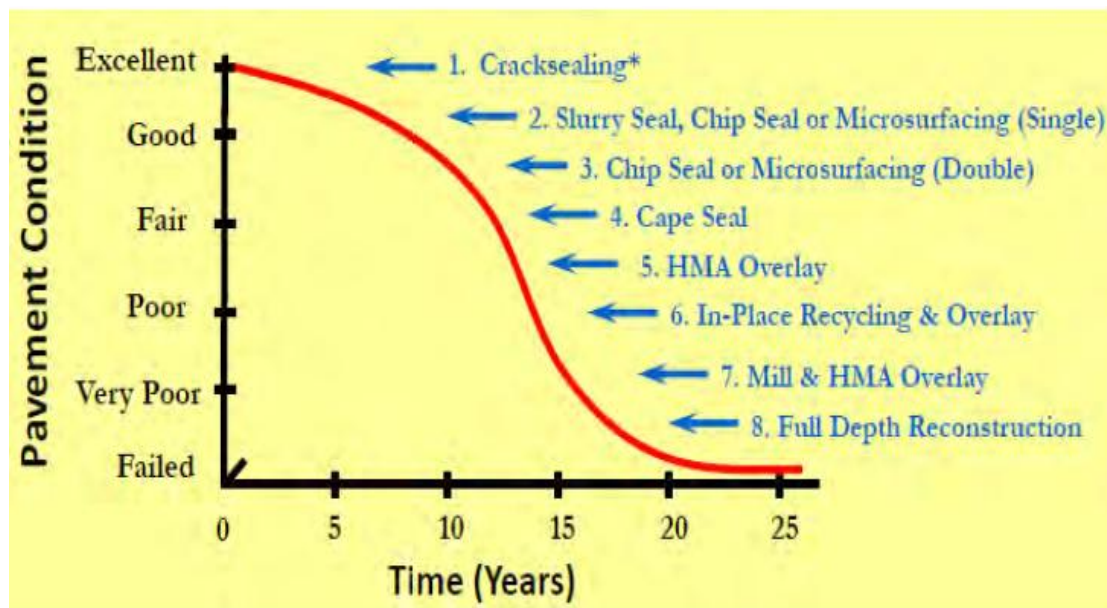 Pavement Condition
Excellent
Good
Fair
Poor
Very Poor
Failed
1. Cracksealing*
2. Slurry Seal, Chip Seal or Microsurfacing (Single)
3. Chip Seal or Microsurfacing (Double)
4. Cape Seal
5. HMA Overlay
6. In-Place Recycling & Overlay
7. Mill & HMA Overlay
8. Full Depth Reconstruction
0 5 10 15 20 25
Time (Years)